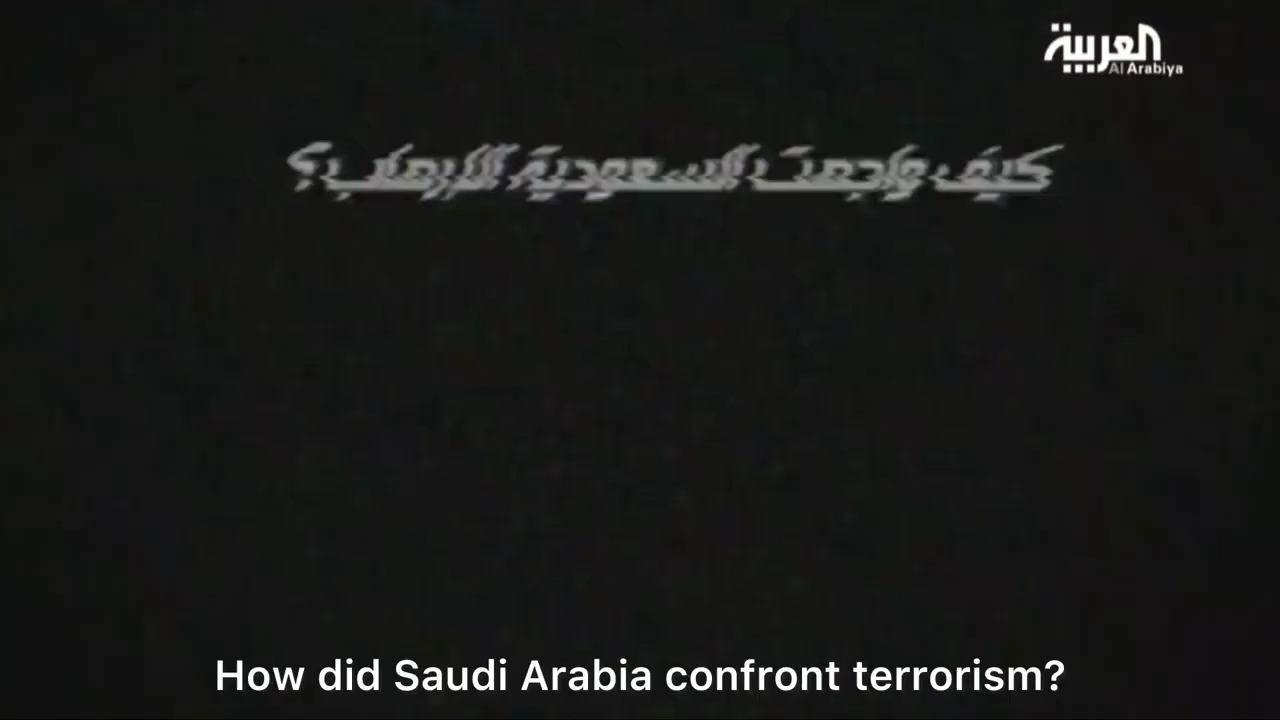 العربية
Al Arabiya
كيف واجهت السعودية الإرهاب؟
How did Saudi Arabia confront terrorism?